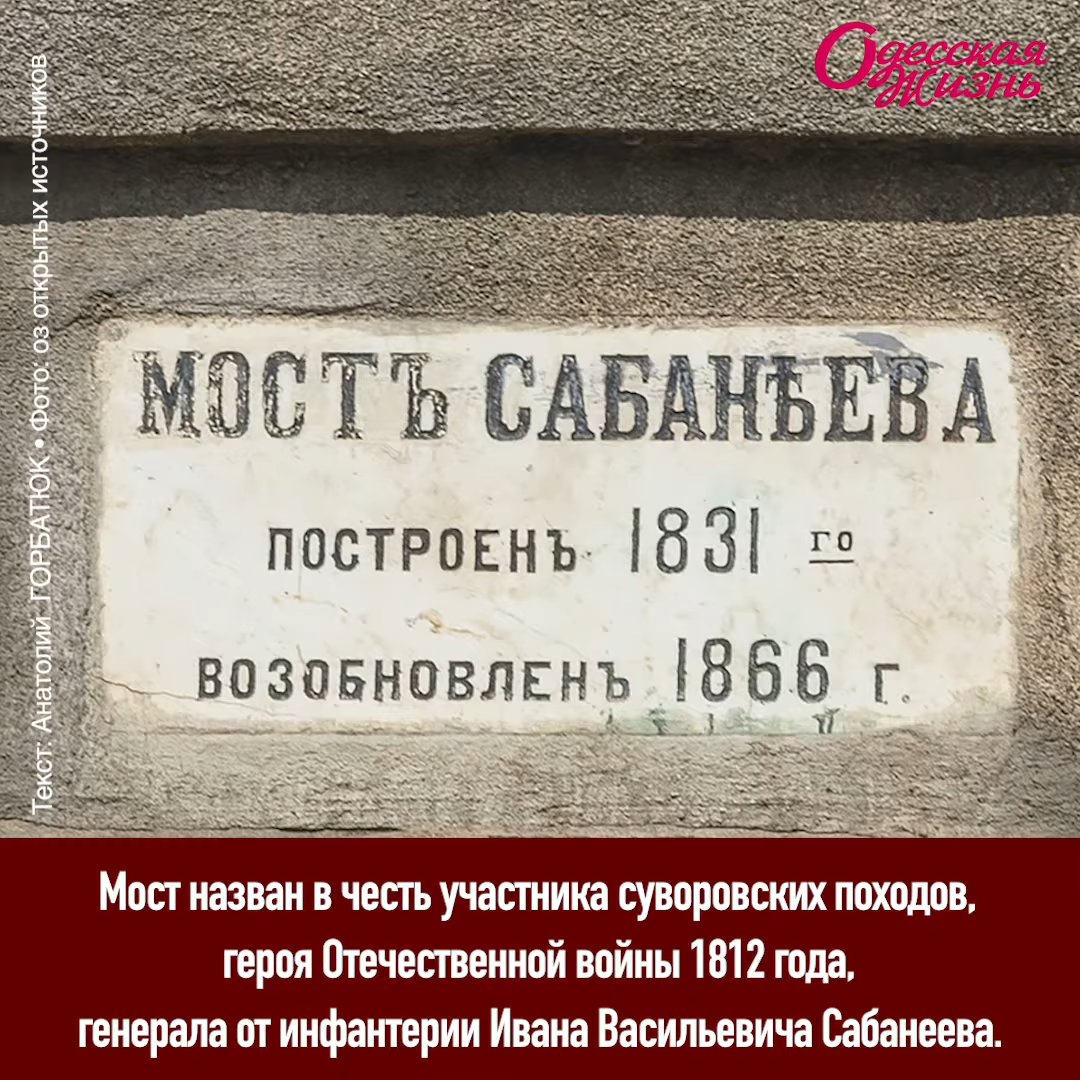 Одесская
Жизнь
МОСТЪ САБАНѢЕВА
ПОСТРОЕНЪ 1831 го
ВОЗОБНОВЛЕНЪ 1866 г.
Текст: Анатолий ГОРБАТЮК • Фото: оз открытых источников
Мост назван в честь участника суворовских походов,
героя Отечественной войны 1812 года,
генерала от инфантерии Ивана Васильевича Сабанеева.